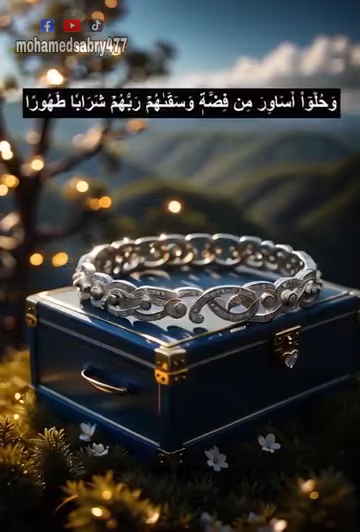 mohamedsabry477
وَحُلُّوٓاْ أَسَاوِرَ مِن فِضَّةٖ وَسَقَىٰهُمۡ رَبُّهُمۡ شَرَابٗا طَهُورًا